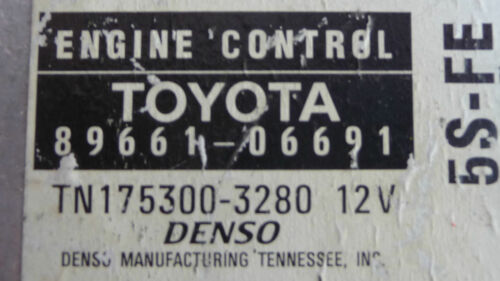 ENGINE CONTROL
TOYOTA
89661-06691
TN175300-3280 12V
DENSO
DENSO MANUFACTURING TENNESSEE, INC.
5S-FE